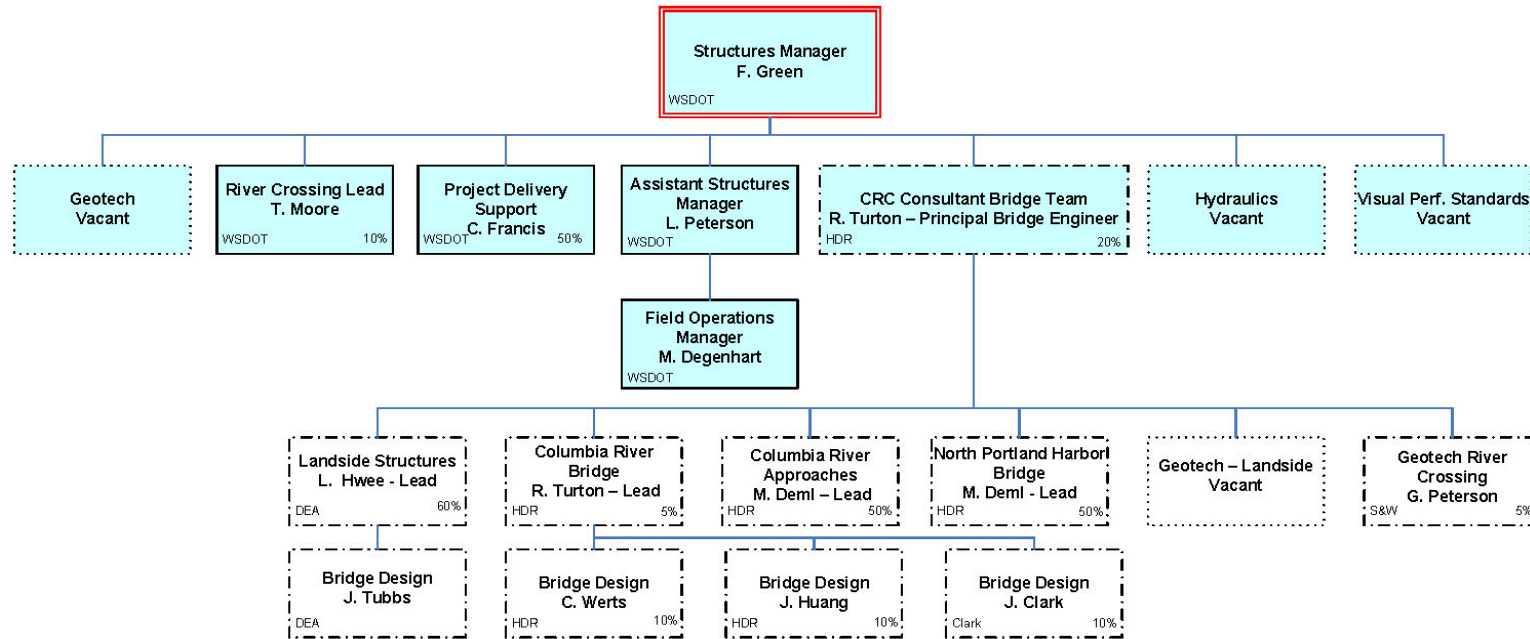 Structures Manager
F. Green
WSDOT
Geotech
Vacant
River Crossing Lead
T. Moore
WSDOT 10%
Project Delivery
Support
C. Francis
WSDOT 50%
Assistant Structures
Manager
L. Peterson
WSDOT
CRC Consultant Bridge Team
R. Turton – Principal Bridge Engineer
HDR 20%
Hydraulics
Vacant
Visual Perf. Standards
Vacant
Field Operations
Manager
M. Degenhart
WSDOT
Landside Structures
L. Hwee - Lead
DEA 60%
Columbia River
Bridge
R. Turton – Lead
HDR 5%
Columbia River
Approaches
M. Deml – Lead
HDR 50%
North Portland Harbor
Bridge
M. Deml - Lead
HDR 50%
Geotech – Landside
Vacant
Geotech River
Crossing
G. Peterson
S&W 5%
Bridge Design
J. Tubbs
DEA
Bridge Design
C. Werts
HDR 10%
Bridge Design
J. Huang
HDR 10%
Bridge Design
J. Clark
Clark 10%